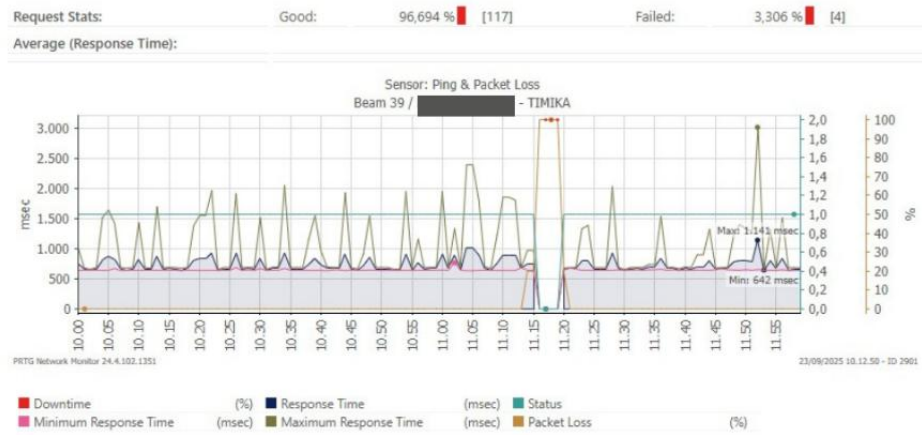 Request Stats: Good: 96,694 % [117] Failed: 3,306 % [4]
Average (Response Time):
Sensor: Ping & Packet Loss
Beam 39 / - TIMIKA
msec
3.000
2.500
2.000
1.500
1.000
500
0
2,0
1,8
1,6
1,4
1,2
1,0
0,8
0,6
0,4
0,2
0,0
100
90
80
70
60
50
40
30
20
10
0
%
Max: 1.141 msec
Min: 642 msec
10.00 10.05 10.10 10.15 10.20 10.25 10.30 10.35 10.40 10.45 10.50 10.55 11.00 11.05 11.10 11.15 11.20 11.25 11.30 11.35 11.40 11.45 11.50 11.55
PRTG Network Monitor 24.4.102.1351 23/09/2025 10.12.50 - ID 2901
Downtime (%) Response Time (msec) Status
Minimum Response Time (msec) Maximum Response Time (msec) Packet Loss (%)